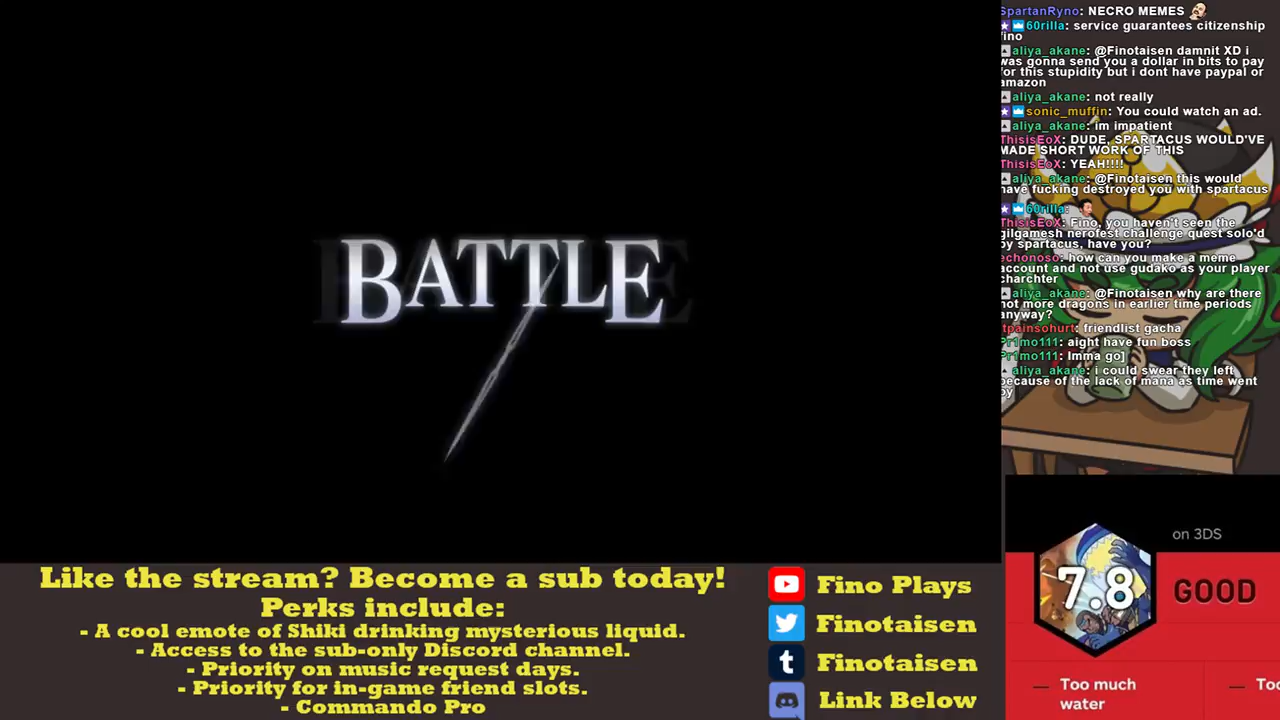 BATTLE
SpartanRyno: NECRO MEMES
60rilla: service guarantees citizenship
fino
aliya_akane: @Finotaisen damnit XD i
was gonna send you a dollar in bits to pay
for this stupidity but i dont have paypal or
amazon
aliya_akane: not really
sonic_muffin: You could watch an ad.
aliya_akane: im impatient
ThisisEoX: DUDE, SPARTACUS WOULD'VE
MADE SHORT WORK OF THIS
ThisisEoX: YEAH!!!!
aliya_akane: @Finotaisen this would
have fucking destroyed you with spartacus
60rilla:
ThisisEoX: Fino, you haven't seen the
gilgamesh nerofest challenge quest solo'd
by spartacus, have you?
echonoso: how can you make a meme
account and not use gudako as your player
charchter
aliya_akane: @Finotaisen why are there
not more dragons in earlier time periods
anyway?
tpainsohurt: friendlist gacha
Pr1mo111: aight have fun boss
Pr1mo111: Imma go]
aliya_akane: i could swear they left
because of the lack of mana as time went
by
on 3DS
7.8 GOOD
— Too much
water
— Too
Like the stream? Become a sub today!
Perks include:
- A cool emote of Shiki drinking mysterious liquid.
- Access to the sub-only Discord channel.
- Priority on music request days.
- Priority for in-game friend slots.
- Commando Pro
Fino Plays
Finotaisen
Finotaisen
Link Below